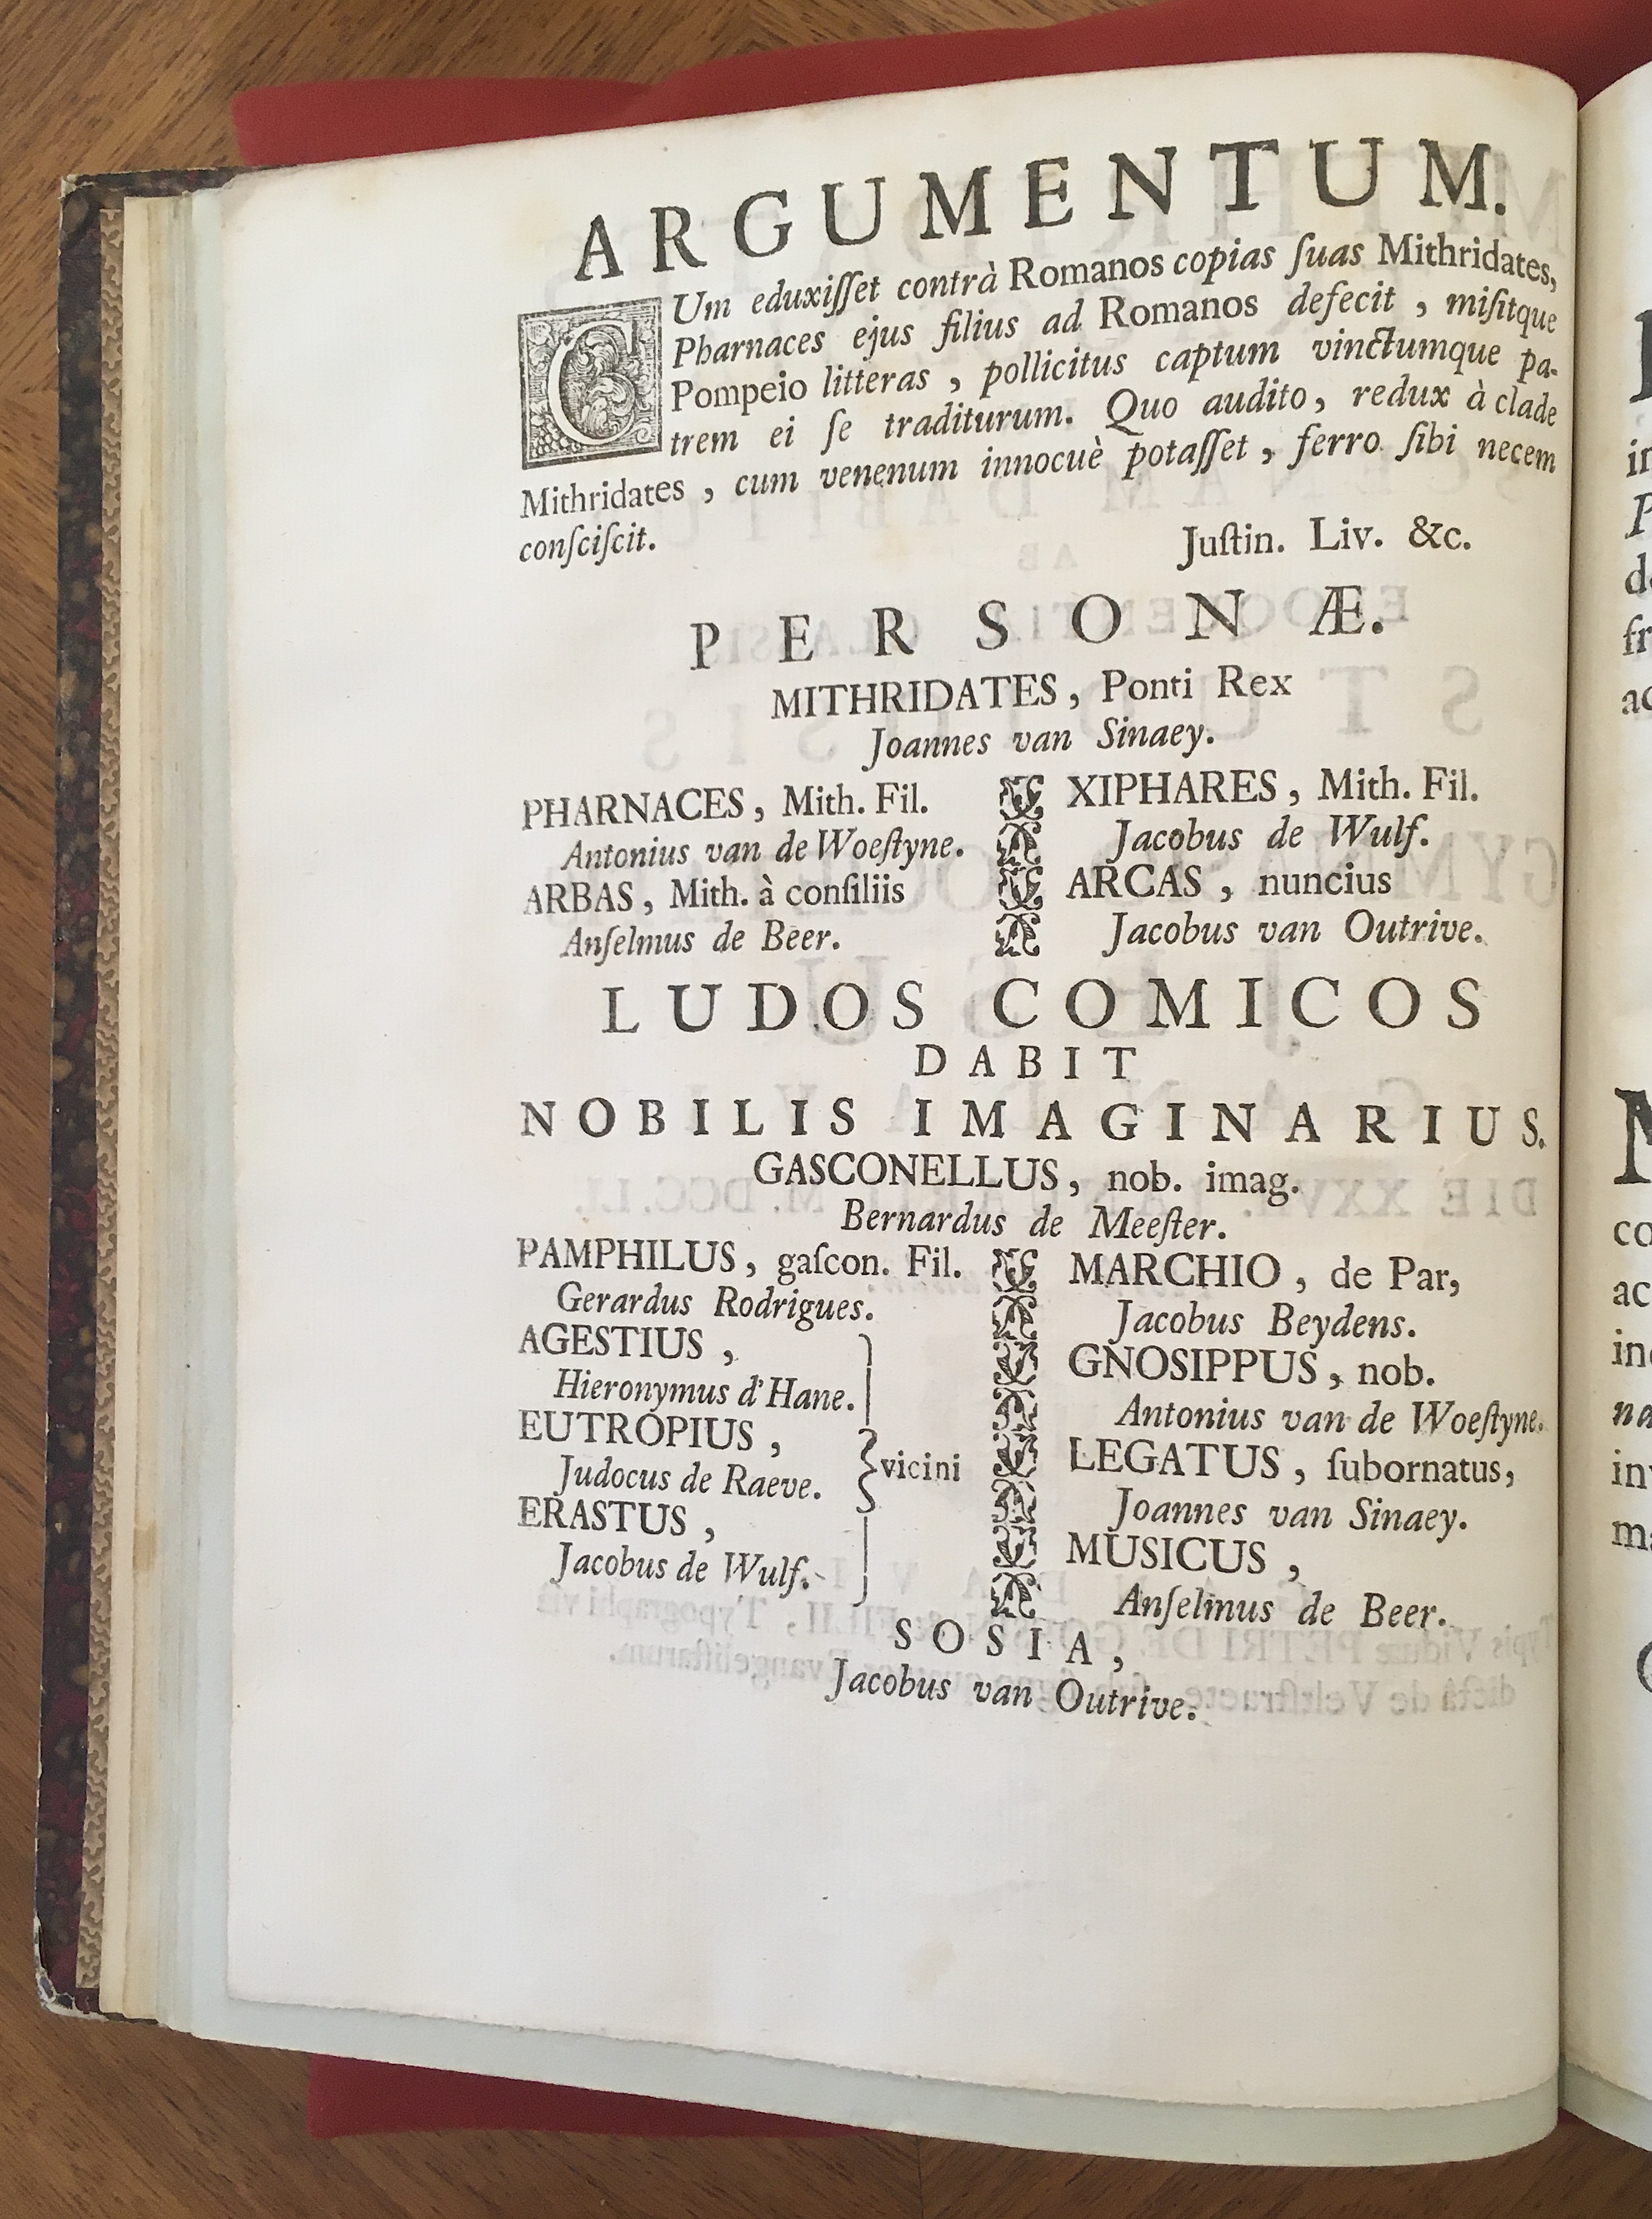 ARGUMENTUM.
CUm eduxiſſet contrà Romanos copias ſuas Mithridates,
Pharnaces ejus filius ad Romanos defecit , miſitque
Pompeio litteras , pollicitus captum vinctumque pa-
trem ei ſe traditurum. Quo audito, redux à clade
Mithridates , cum venenum innocuè potaſſet , ferro ſibi necem
conſciſcit.
Juſtin. Liv. &c.
PERSONÆ.
MITHRIDATES , Ponti Rex
Joannes van Sinaey.
PHARNACES , Mith. Fil.
Antonius van de Woeſtyne.
ARBAS , Mith. à conſiliis
Anſelmus de Beer.
XIPHARES , Mith. Fil.
Jacobus de Wulf.
ARCAS , nuncius
Jacobus van Outrive.
LUDOS COMICOS
DABIT
NOBILIS IMAGINARIUS.
GASCONELLUS , nob. imag.
Bernardus de Meeſter.
PAMPHILUS , gaſcon. Fil.
Gerardus Rodrigues.
AGESTIUS ,
Hieronymus d'Hane.
EUTROPIUS ,
Judocus de Raeve.
ERASTUS ,
Jacobus de Wulf.
vicini
MARCHIO , de Par,
Jacobus Beydens.
GNOSIPPUS , nob.
Antonius van de Woeſtyne.
LEGATUS , ſubornatus,
Joannes van Sinaey.
MUSICUS ,
Anſelmus de Beer.
SOSIA ,
Jacobus van Outrive.